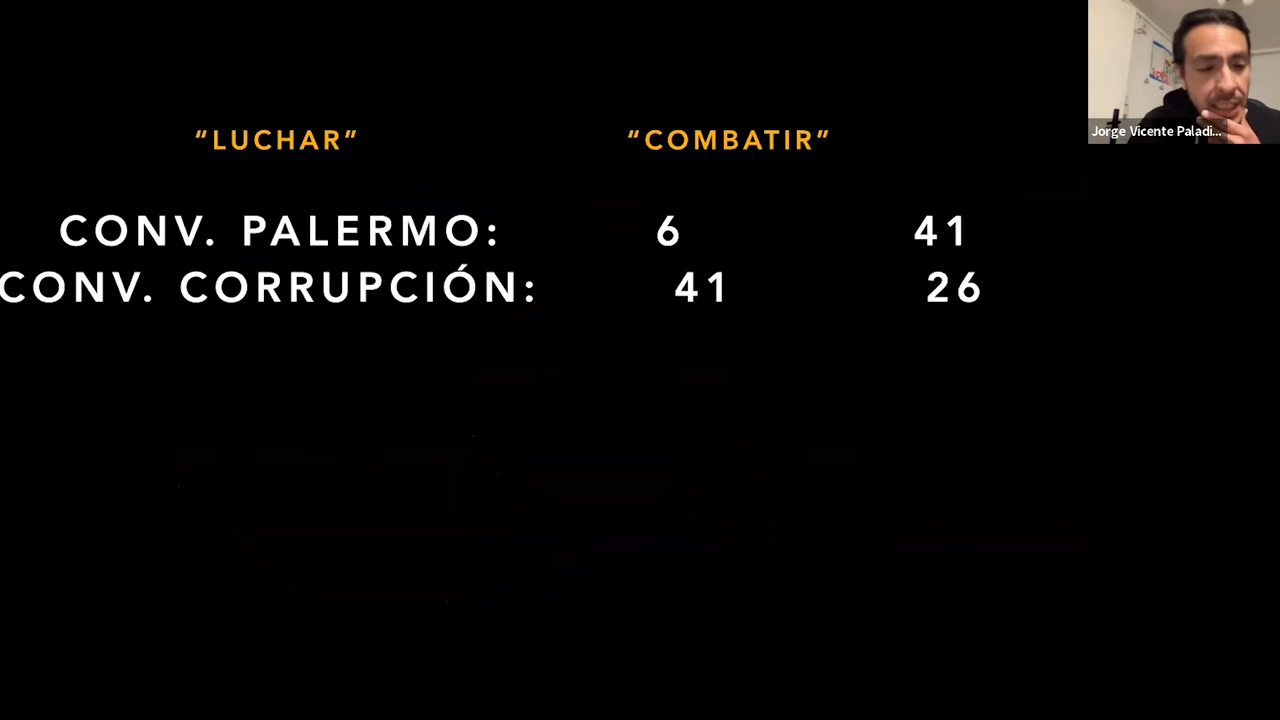 “LUCHAR” “COMBATIR”
CONV. PALERMO: 6 41
CONV. CORRUPCIÓN: 41 26
Jorge Vicente Paladi...